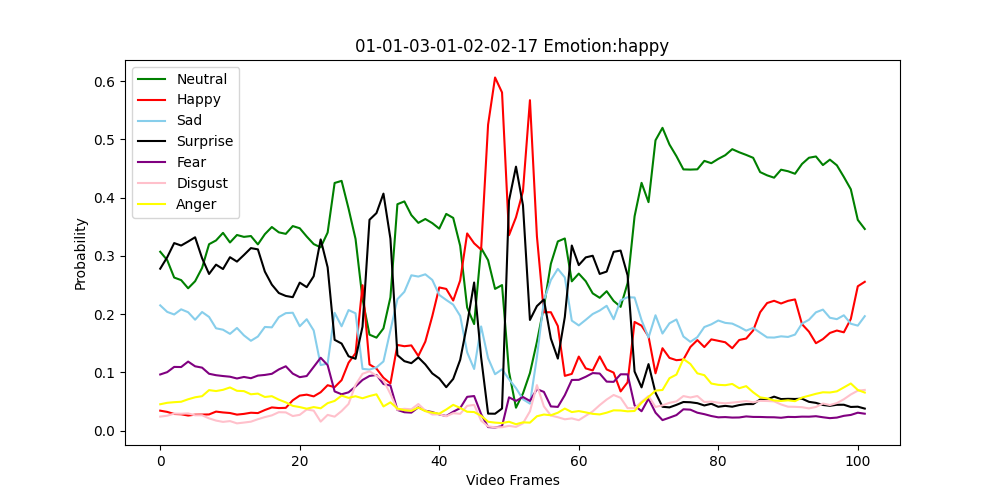 01-01-03-01-02-02-17 Emotion:happy
Neutral
Happy
Sad
Surprise
Fear
Disgust
Anger
0.6
0.5
0.4
0.3
0.2
0.1
0.0
Probability
0 20 40 60 80 100
Video Frames